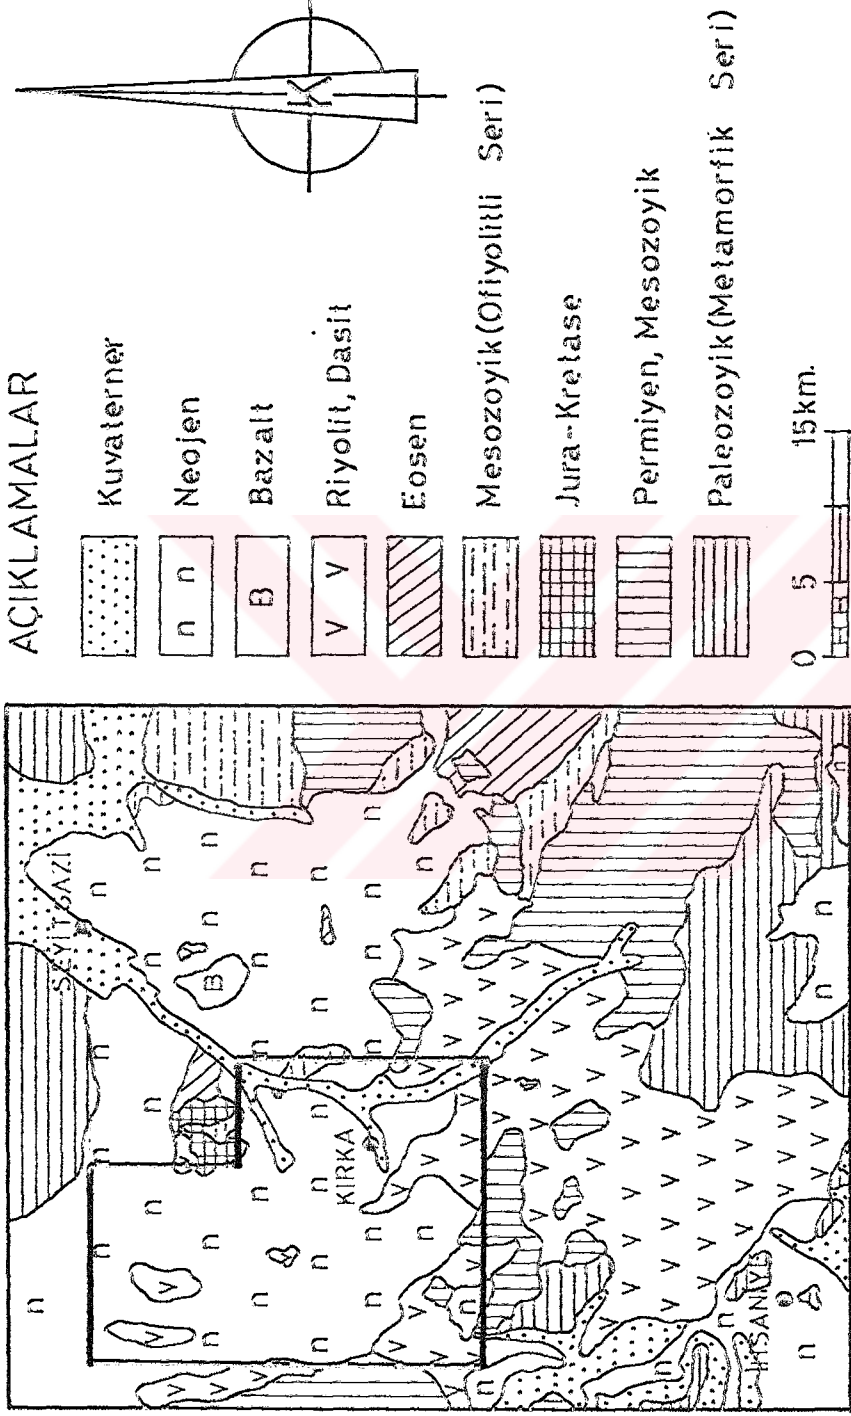 AÇIKLAMALAR
Kuvaterner
n n Neojen
B Bazalt
V V Riyolit, Dasit
Eosen
Mesozoyik(Ofiyolitli Seri)
Jura-Kretase
Permiyen, Mesozoyik
Paleozoyik(Metamorfik Seri)
0 5 15km.
K
SEYİTGAZİ
B
KIRKA
İHSANİYE